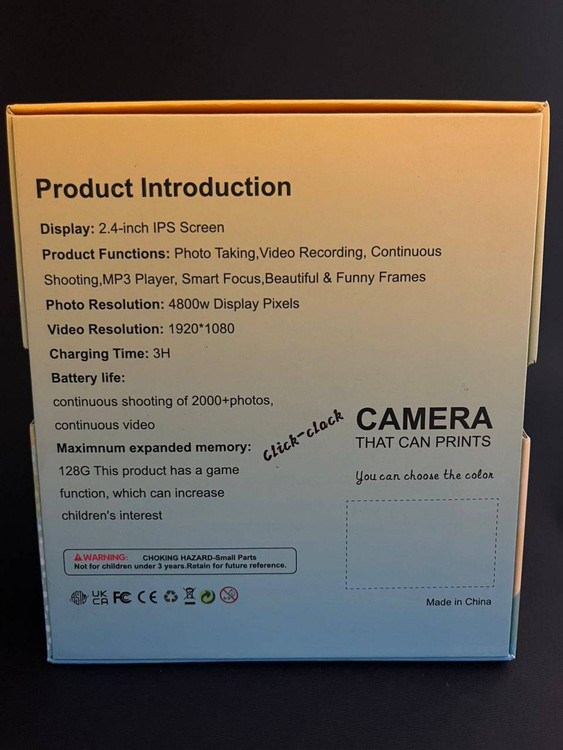 Product Introduction
Display: 2.4-inch IPS Screen
Product Functions: Photo Taking,Video Recording, Continuous
Shooting,MP3 Player, Smart Focus,Beautiful & Funny Frames
Photo Resolution: 4800w Display Pixels
Video Resolution: 1920*1080
Charging Time: 3H
Battery life:
continuous shooting of 2000+photos,
continuous video
Maximnum expanded memory:
128G This product has a game
function, which can increase
children's interest
Click-clack
CAMERA
THAT CAN PRINTS
You can choose the color
WARNING: CHOKING HAZARD-Small Parts
Not for children under 3 years.Retain for future reference.
UK
CA
FC
CE
Made in China